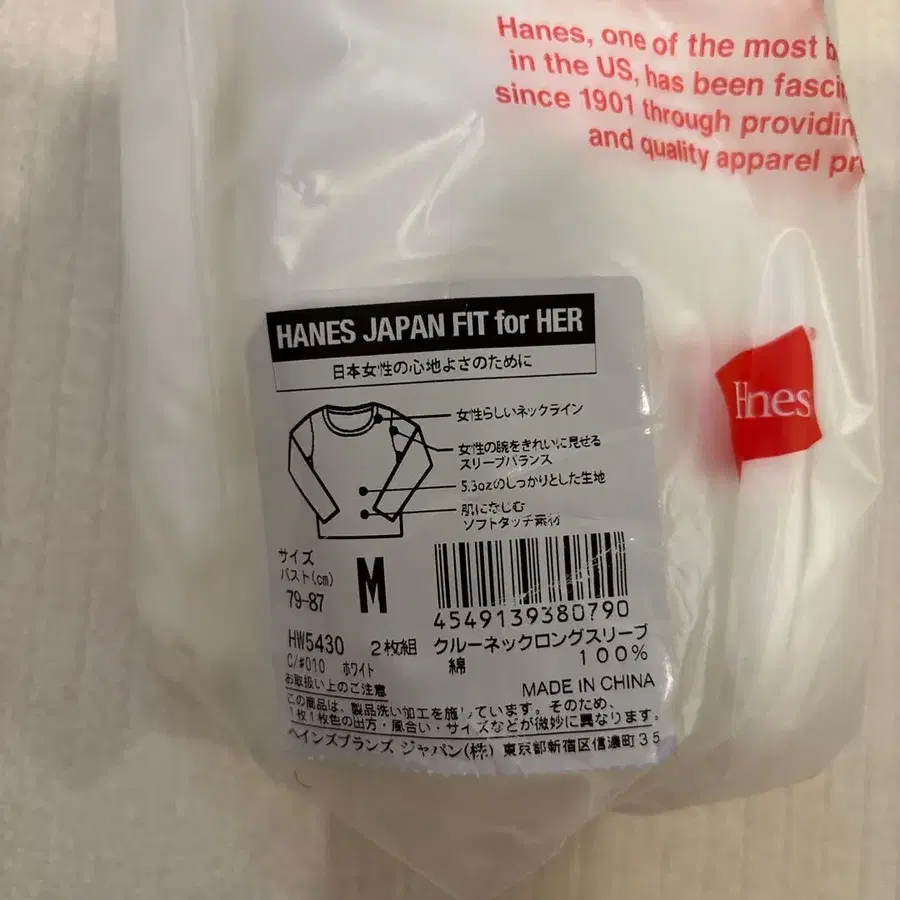 Hanes, one of the most
in the US, has been
since 1901 through
and quality apparel
HANES JAPAN FIT for HER
日本女性の心地よさのために
女性らしいネックライン
女性の腕をきれいに見せる
スリーブバランス
5.3ozのしっかりとした生地
肌になじむ
ソフトタッチ素材
Hanes
サイズ
バスト(cm)
79-87
M
4549139380790
HW5430 2枚組 クルーネックロングスリーブ
C/#010 ホワイト 綿 100%
お取扱い上のご注意
MADE IN CHINA
この商品は、製品洗い加工を施しています。そのため、
1枚1枚色の出方・風合い・サイズなどが微妙に異なります。
ヘインズブランズ ジャパン(株) 東京都新宿区信濃町35